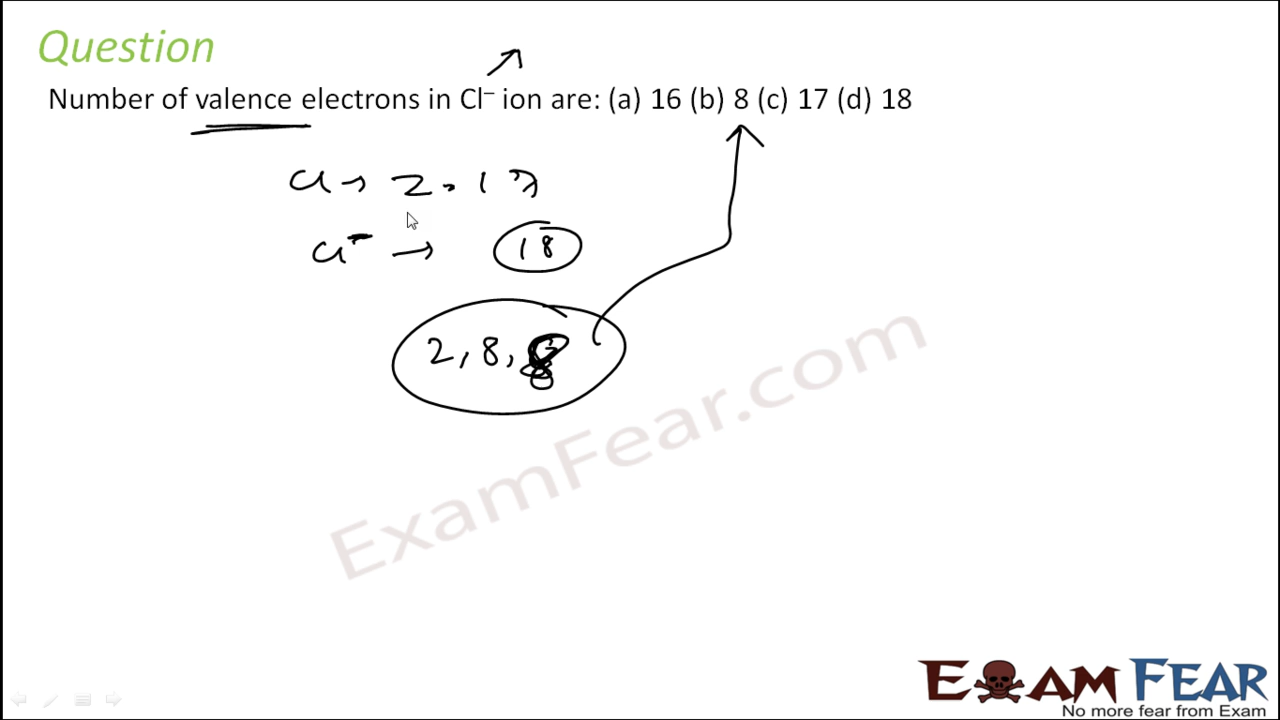 Question
Number of valence electrons in Cl⁻ ion are: (a) 16 (b) 8 (c) 17 (d) 18
Cl → Z = 17
Cl⁻ → 18
2, 8, 8
ExamFear.com
EXAM FEAR
No more fear from Exam